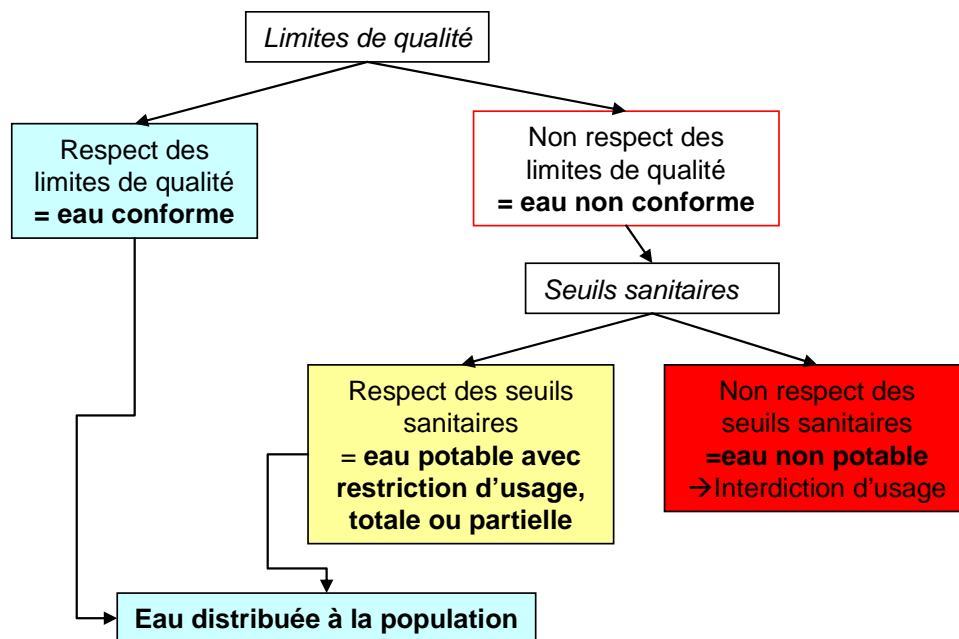 Limites de qualité
Respect des
limites de qualité
= eau conforme
Non respect des
limites de qualité
= eau non conforme
Seuils sanitaires
Respect des seuils
sanitaires
= eau potable avec
restriction d'usage,
totale ou partielle
Non respect des
seuils sanitaires
=eau non potable
→Interdiction d'usage
Eau distribuée à la population